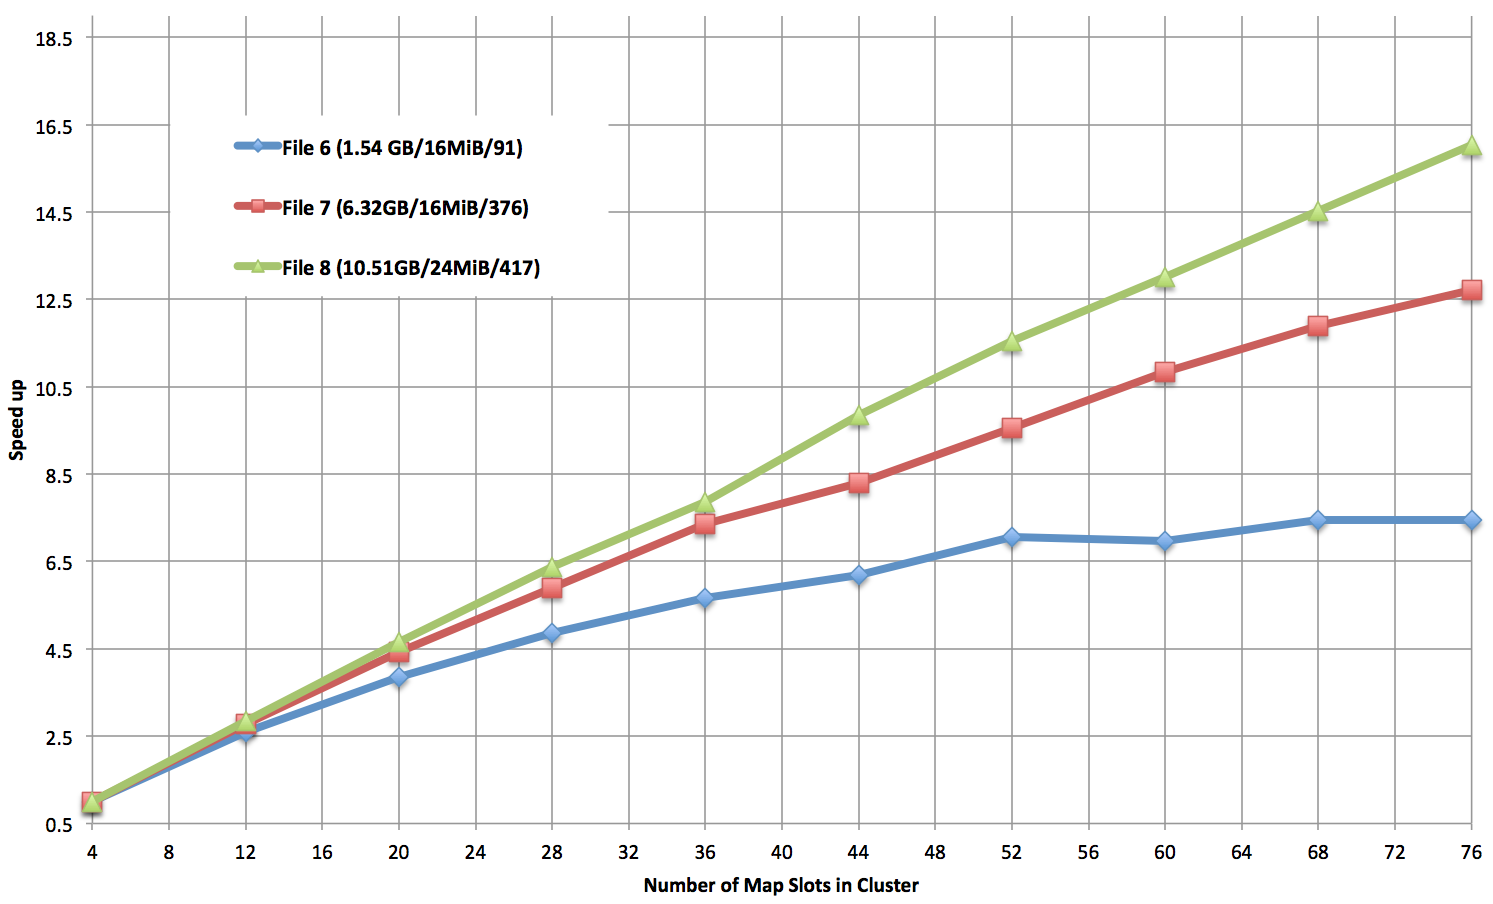 18.5
16.5
14.5
12.5
10.5
8.5
6.5
4.5
2.5
0.5
Speed up
File 6 (1.54 GB/16MiB/91)
File 7 (6.32GB/16MiB/376)
File 8 (10.51GB/24MiB/417)
4 8 12 16 20 24 28 32 36 40 44 48 52 56 60 64 68 72 76
Number of Map Slots in Cluster